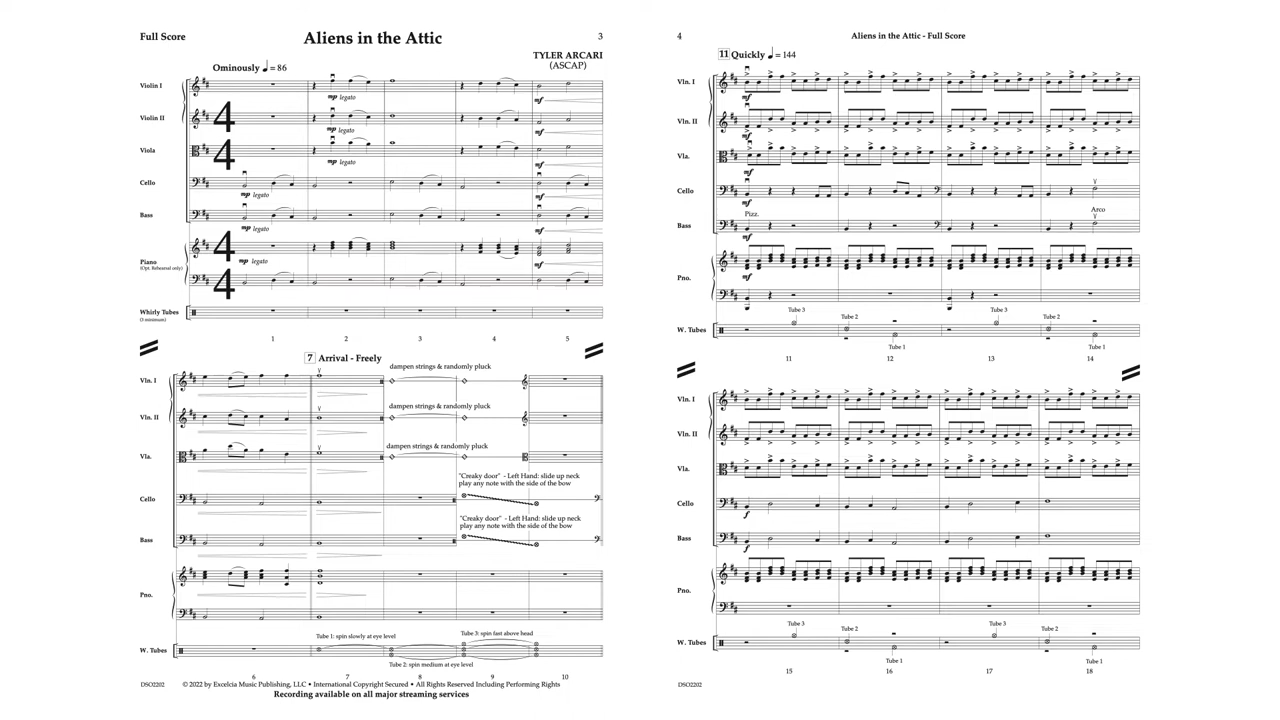 Full Score
Aliens in the Attic
3
TYLER ARCARI
(ASCAP)
Ominously ♩ = 86
Violin I
mp legato
mf
Violin II
mp legato
mf
Viola
mp legato
mf
Cello
mp legato
mf
Bass
mp legato
mf
Piano
(Opt. Rehearsal only)
mp legato
mf
4 4
4 4
Whirly Tubes
(3 minimum)
1 2 3 4 5
7 Arrival - Freely
Vln. I
dampen strings & randomly pluck
Vln. II
dampen strings & randomly pluck
Vla.
dampen strings & randomly pluck
Cello
"Creaky door" - Left Hand: slide up neck
play any note with the side of the bow
Bass
"Creaky door" - Left Hand: slide up neck
play any note with the side of the bow
Pno.
W. Tubes
Tube 1: spin slowly at eye level
Tube 3: spin fast above head
Tube 2: spin medium at eye level
6 7 8 9 10
DSO2202
© 2022 by Excelcia Music Publishing, LLC • International Copyright Secured • All Rights Reserved Including Performing Rights
Recording available on all major streaming services
4
Aliens in the Attic - Full Score
11 Quickly ♩ = 144
Vln. I
mf
Vln. II
mf
Vla.
mf
Cello
mf
Pizz.
Arco
Bass
mf
Pno.
mf
W. Tubes
Tube 3 Tube 2 Tube 3 Tube 2
Tube 1 Tube 1
11 12 13 14
Vln. I
Vln. II
Vla.
Cello
f
Bass
f
Pno.
W. Tubes
Tube 3 Tube 2 Tube 3 Tube 2
Tube 1 Tube 1
15 16 17 18
DSO2202